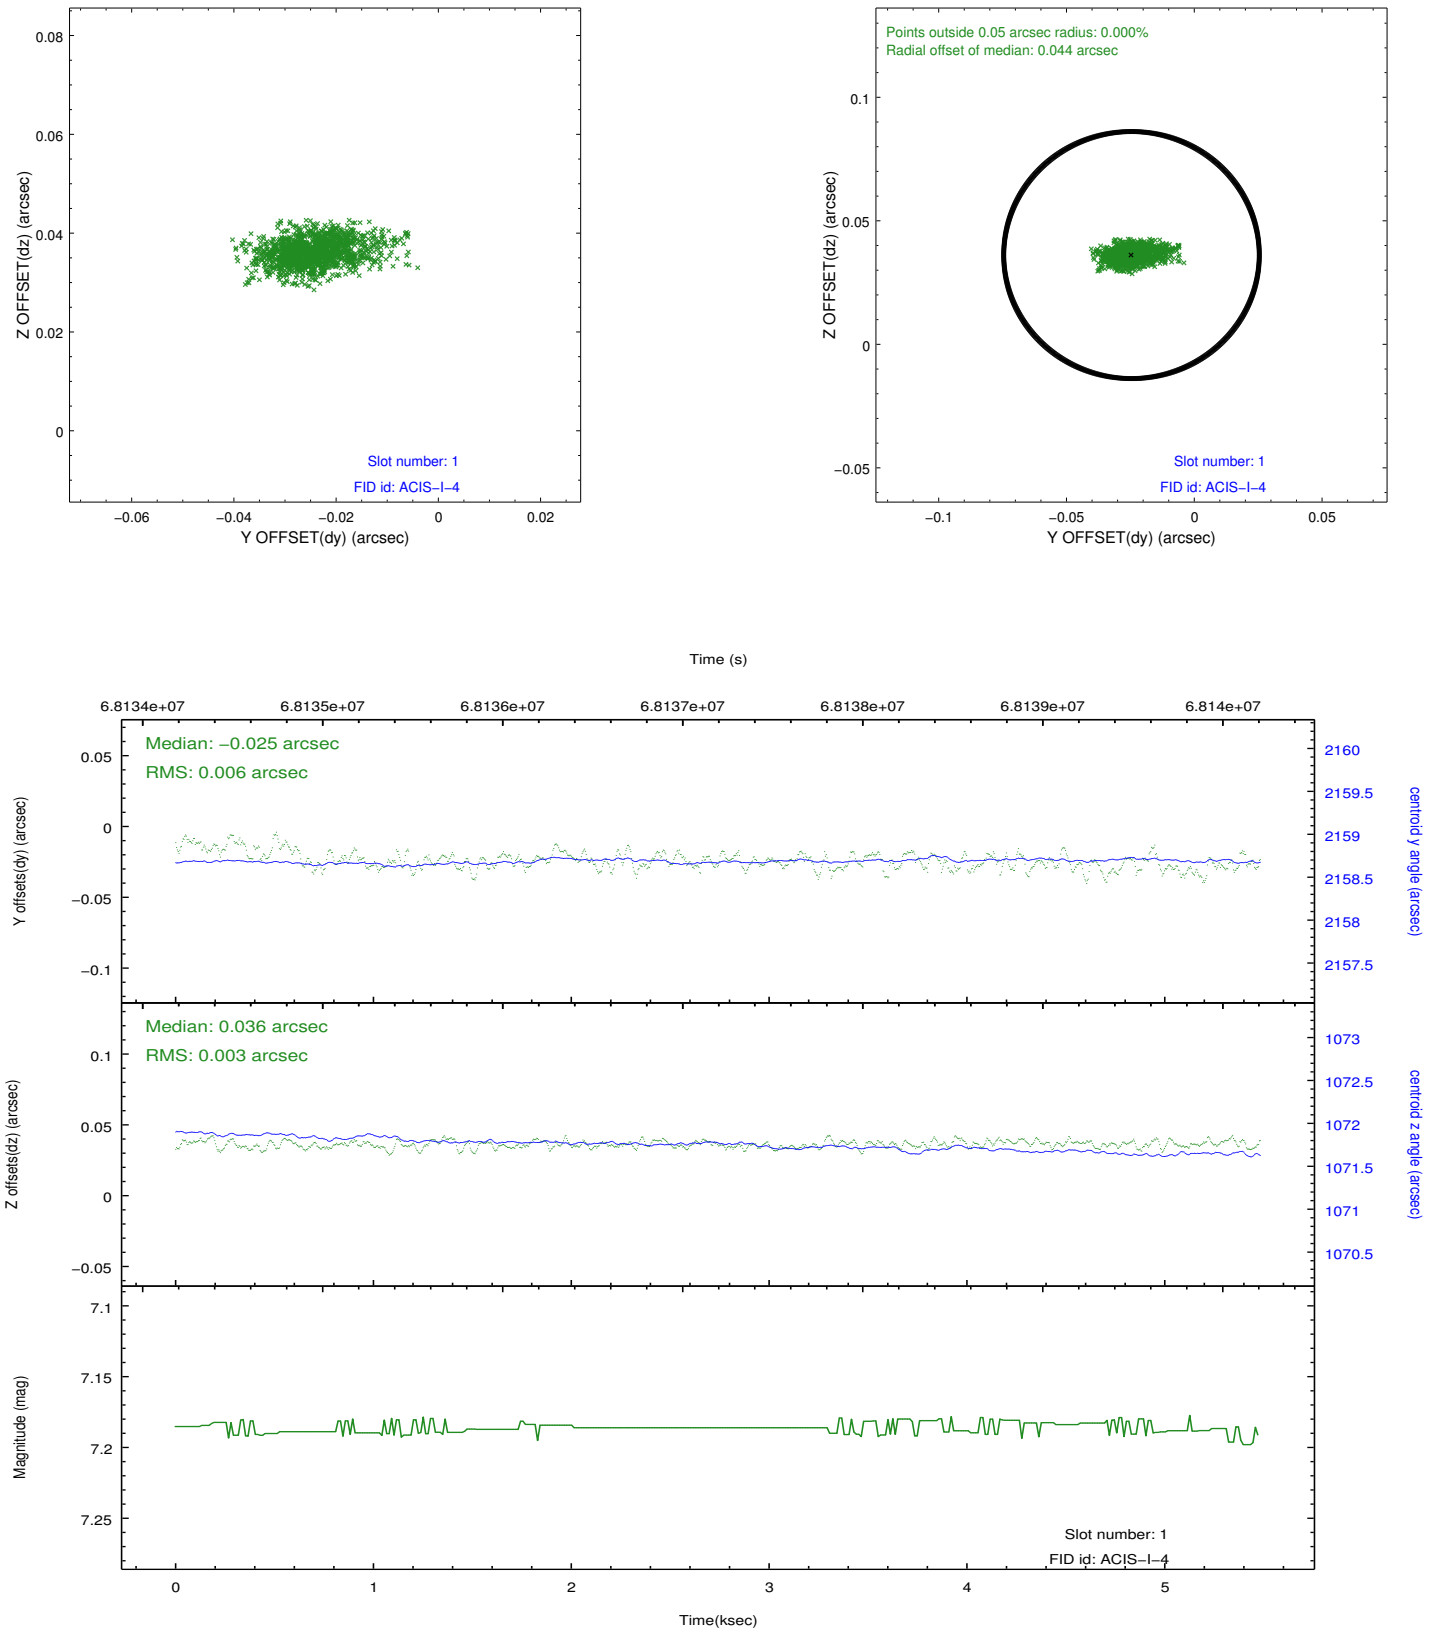 0.08
0.06
0.04
0.02
0
Z OFFSET(dz) (arcsec)
Slot number: 1
FID id: ACIS−I−4
−0.06 −0.04 −0.02 0 0.02
Y OFFSET(dy) (arcsec)
Points outside 0.05 arcsec radius: 0.000%
Radial offset of median: 0.044 arcsec
0.1
0.05
0
−0.05
Z OFFSET(dz) (arcsec)
Slot number: 1
FID id: ACIS−I−4
−0.1 −0.05 0 0.05
Y OFFSET(dy) (arcsec)
Time (s)
6.8134e+07 6.8135e+07 6.8136e+07 6.8137e+07 6.8138e+07 6.8139e+07 6.814e+07
Median: −0.025 arcsec
RMS: 0.006 arcsec
0.05
0
−0.05
−0.1
Y offsets(dy) (arcsec)
2160
2159.5
2159
2158.5
2158
2157.5
centroid y angle (arcsec)
Median: 0.036 arcsec
RMS: 0.003 arcsec
0.1
0.05
0
−0.05
Z offsets(dz) (arcsec)
1073
1072.5
1072
1071.5
1071
1070.5
centroid z angle (arcsec)
7.1
7.15
7.2
7.25
Magnitude (mag)
Slot number: 1
FID id: ACIS−I−4
0 1 2 3 4 5
Time(ksec)